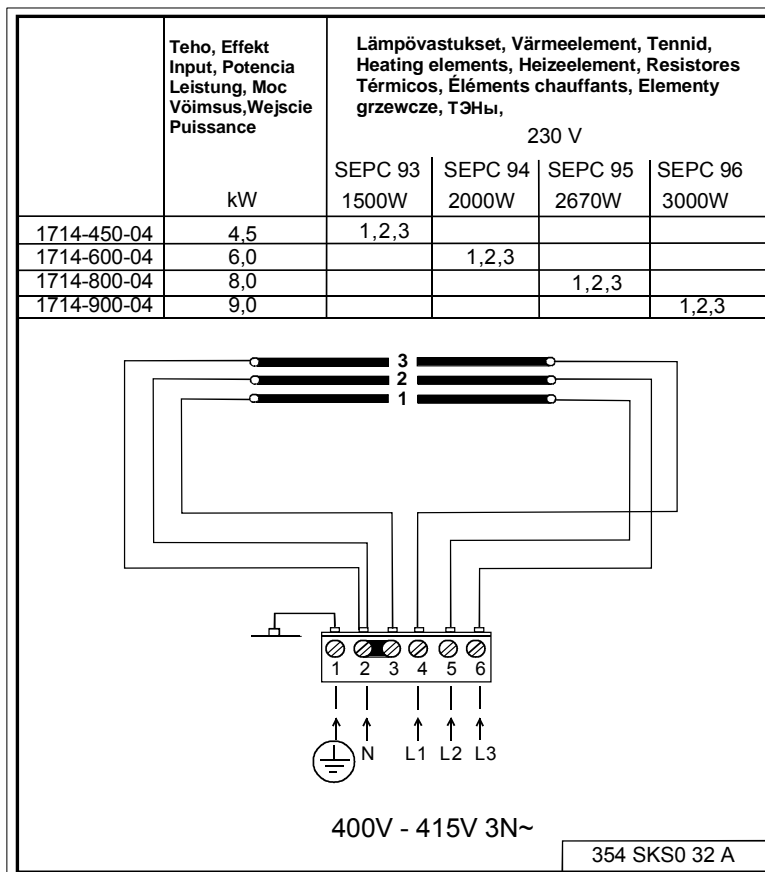 Teho, Effekt
Input, Potencia
Leistung, Moc
Vöimsus,Wejscie
Puissance
kW
Lämpövastukset, Värmeelement, Tennid,
Heating elements, Heizeelement, Resistores
Térmicos, Éléments chauffants, Elementy
grzewcze, ТЭНы,
230 V
SEPC 93 SEPC 94 SEPC 95 SEPC 96
1500W 2000W 2670W 3000W
1714-450-04 4,5 1,2,3
1714-600-04 6,0 1,2,3
1714-800-04 8,0 1,2,3
1714-900-04 9,0 1,2,3
3
2
1
1 2 3 4 5 6
N L1 L2 L3
400V - 415V 3N~
354 SKS0 32 A